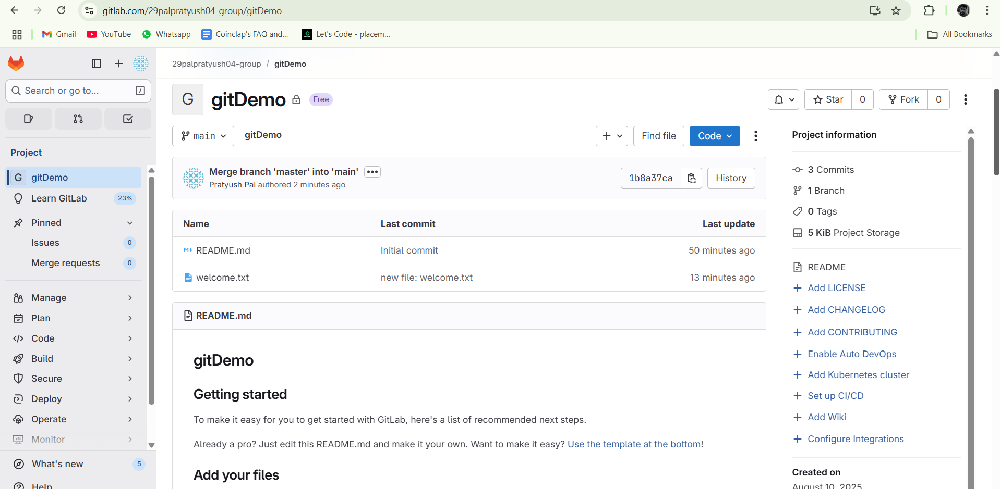 gitlab.com/29palpratyush04-group/gitDemo
Gmail YouTube Whatsapp Coinclap's FAQ and... Let's Code - placem... All Bookmarks
Search or go to... /
Project
G gitDemo
Learn GitLab 23%
Pinned
Issues 0
Merge requests 0
Manage
Plan
Code
Build
Secure
Deploy
Operate
Monitor
What's new 5
Help
29palpratyush04-group / gitDemo
G gitDemo Free
Star 0 Fork 0
main gitDemo
Find file Code
Merge branch 'master' into 'main'
Pratyush Pal authored 2 minutes ago
1b8a37ca History
Name Last commit Last update
README.md Initial commit 50 minutes ago
welcome.txt new file: welcome.txt 13 minutes ago
README.md
gitDemo
Getting started
To make it easy for you to get started with GitLab, here's a list of recommended next steps.
Already a pro? Just edit this README.md and make it your own. Want to make it easy? Use the template at the bottom!
Add your files
Project information
3 Commits
1 Branch
0 Tags
5 KiB Project Storage
README
Add LICENSE
Add CHANGELOG
Add CONTRIBUTING
Enable Auto DevOps
Add Kubernetes cluster
Set up CI/CD
Add Wiki
Configure Integrations
Created on
August 10, 2025